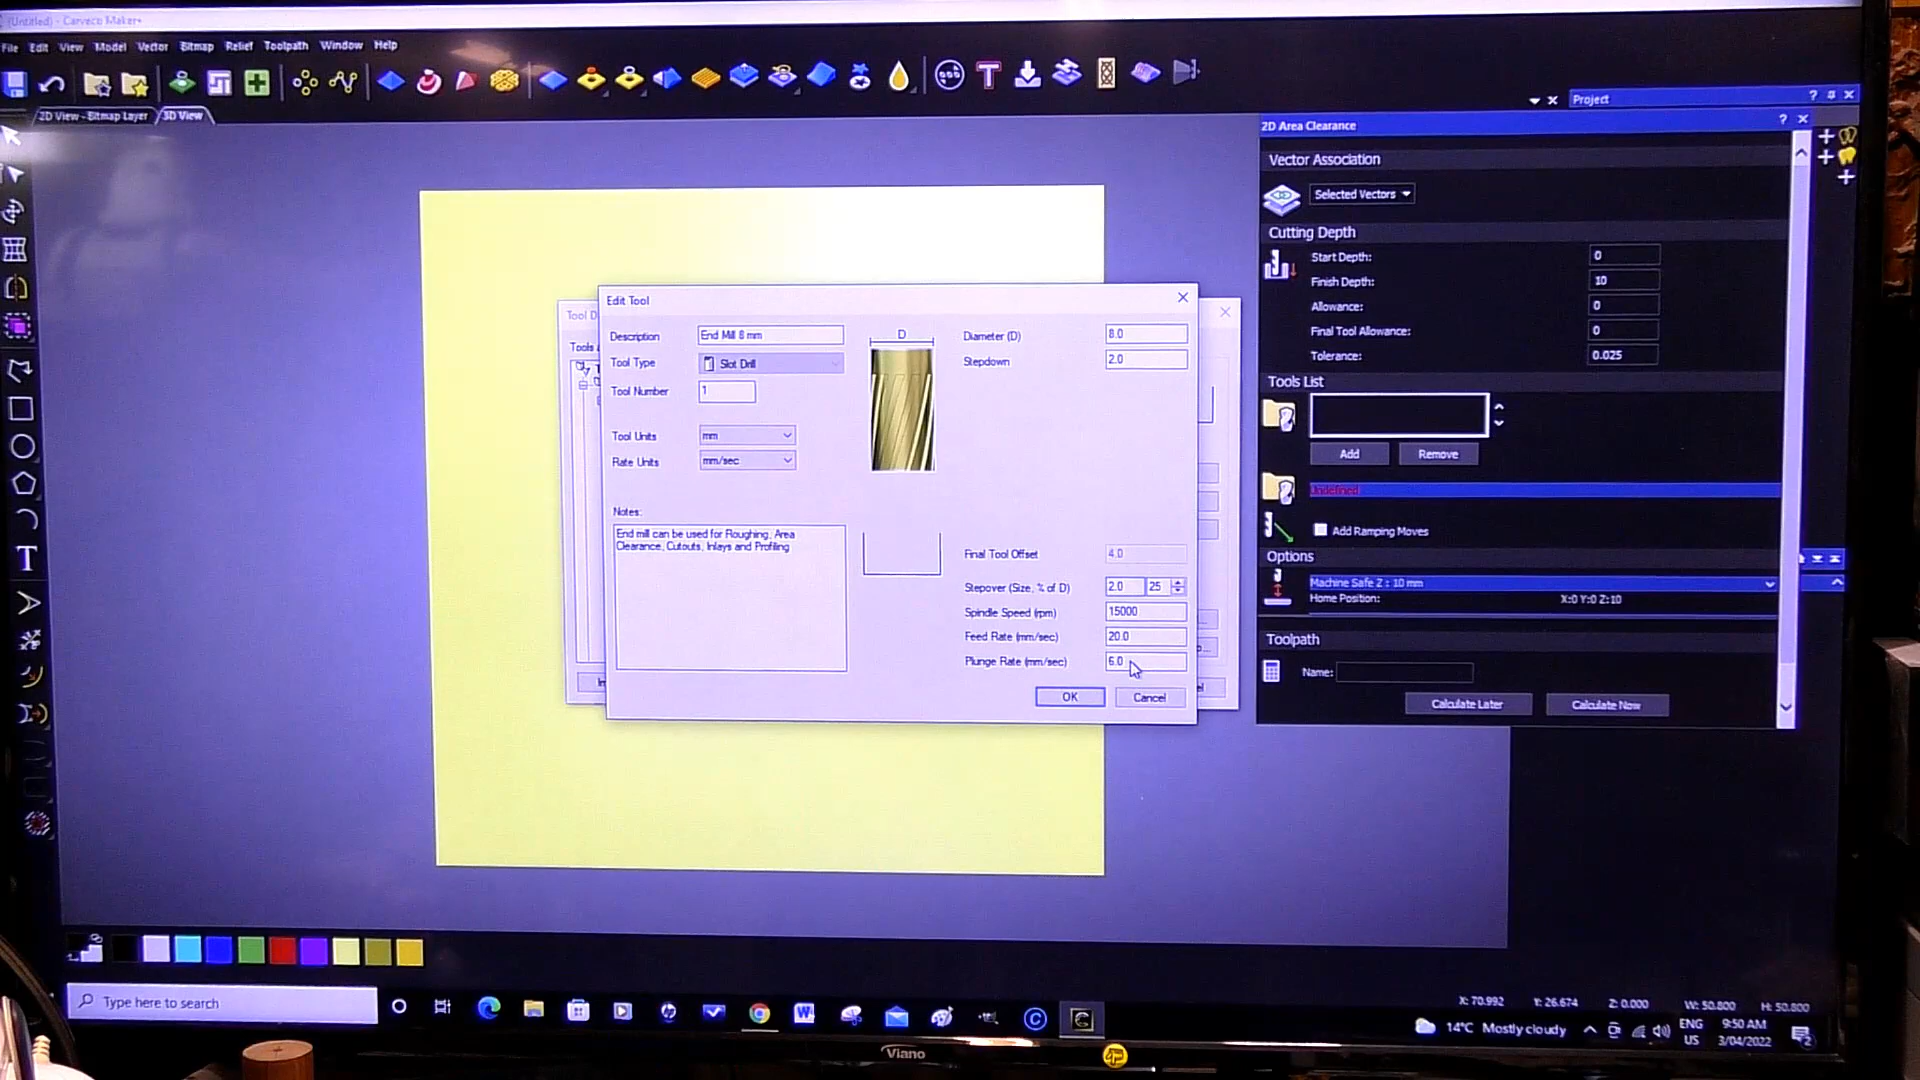 (Untitled) - Carveco Maker+
File Edit View Model Vector Bitmap Relief Toolpath Window Help
2D View - Bitmap Layer 3D View
Project
2D Area Clearance
Vector Association
Selected Vectors
Cutting Depth
Start Depth: 0
Finish Depth: 10
Allowance: 0
Final Tool Allowance: 0
Tolerance: 0.025
Tools List
Add Remove
Undefined
Add Ramping Moves
Options
Machine Safe Z : 10 mm
Home Position: X:0 Y:0 Z:10
Toolpath
Name:
Calculate Later Calculate Now
Tool D
Tools
Edit Tool
Description End Mill 8 mm
Tool Type Slot Drill
Tool Number 1
Tool Units mm
Rate Units mm/sec
D
Diameter (D) 8.0
Stepdown 2.0
Notes:
End mill can be used for Roughing, Area
Clearance, Cutouts, Inlays and Profiling
Final Tool Offset 4.0
Stepover (Size, % of D) 2.0 25
Spindle Speed (rpm) 15000
Feed Rate (mm/sec) 20.0
Plunge Rate (mm/sec) 6.0
OK Cancel
X: 70.992 Y: 26.674 Z: 0.000 W: 50.800 H: 50.800
Type here to search
14°C Mostly cloudy
ENG
US
9:50 AM
3/04/2022
Viano